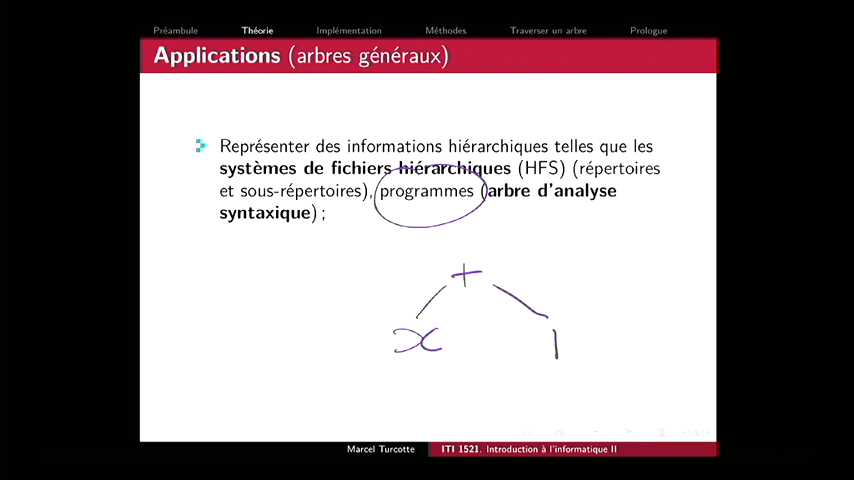 Préambule Théorie Implémentation Méthodes Traverser un arbre Prologue
Applications (arbres généraux)
Représenter des informations hiérarchiques telles que les
systèmes de fichiers hiérarchiques (HFS) (répertoires
et sous-répertoires), programmes (arbre d'analyse
syntaxique) ;
+
x 1
Marcel Turcotte ITI 1521. Introduction à l'informatique II